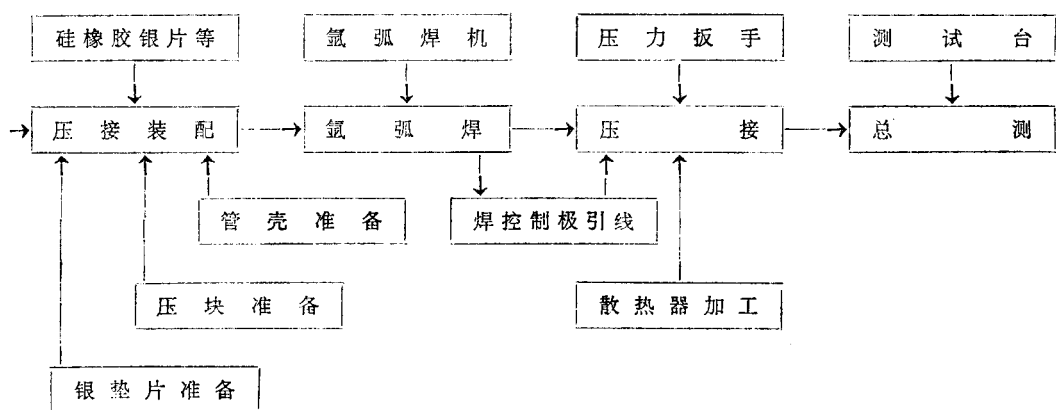 硅橡胶银片等
氩弧焊机
压力扳手
测试台
压接装配
氩弧焊
压接
总测
管壳准备
焊控制极引线
压块准备
散热器加工
银垫片准备